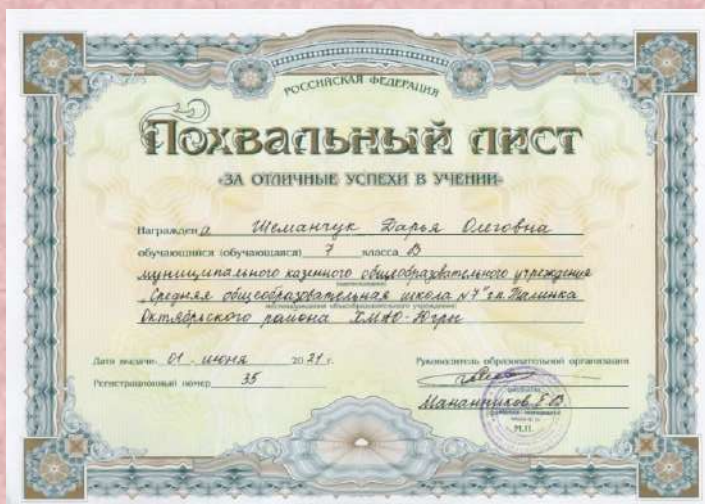 РОССИЙСКАЯ ФЕДЕРАЦИЯ
ПОХВАЛЬНЫЙ ЛИСТ
«ЗА ОТЛИЧНЫЕ УСПЕХИ В УЧЕНИИ»
Награжден а Шеманчук Дарья Олеговна
обучающийся (обучающаяся) 7 класса В
муниципального казенного общеобразовательного учреждения
"Средняя общеобразовательная школа №7" гп. Талинка
Октябрьского района ХМАО-Югры
Дата выдачи 01 - июня 2021 г.
Руководитель образовательной организации
Регистрационный номер 35
М.П.